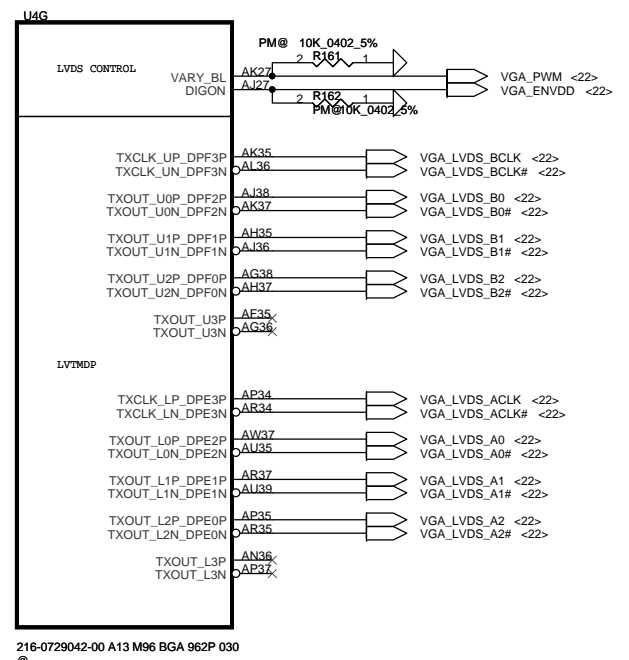 U4G
LVDS CONTROL
PM@ 10K_0402_5%
2 R161 1
VARY_BL AK27 VGA_PWM <22>
DIGON AJ27 VGA_ENVDD <22>
2 R162 1
PM@10K_0402_5%
TXCLK_UP_DPF3P AK35 VGA_LVDS_BCLK <22>
TXCLK_UN_DPF3N AL36 VGA_LVDS_BCLK# <22>
TXOUT_U0P_DPF2P AJ38 VGA_LVDS_B0 <22>
TXOUT_U0N_DPF2N AK37 VGA_LVDS_B0# <22>
TXOUT_U1P_DPF1P AH35 VGA_LVDS_B1 <22>
TXOUT_U1N_DPF1N AJ36 VGA_LVDS_B1# <22>
TXOUT_U2P_DPF0P AG38 VGA_LVDS_B2 <22>
TXOUT_U2N_DPF0N AH37 VGA_LVDS_B2# <22>
TXOUT_U3P AF35
TXOUT_U3N AG36
LVTMDP
TXCLK_LP_DPE3P AP34 VGA_LVDS_ACLK <22>
TXCLK_LN_DPE3N AR34 VGA_LVDS_ACLK# <22>
TXOUT_L0P_DPE2P AW37 VGA_LVDS_A0 <22>
TXOUT_L0N_DPE2N AU35 VGA_LVDS_A0# <22>
TXOUT_L1P_DPE1P AR37 VGA_LVDS_A1 <22>
TXOUT_L1N_DPE1N AU39 VGA_LVDS_A1# <22>
TXOUT_L2P_DPE0P AP35 VGA_LVDS_A2 <22>
TXOUT_L2N_DPE0N AR35 VGA_LVDS_A2# <22>
TXOUT_L3P AN36
TXOUT_L3N AP37
216-0729042-00 A13 M96 BGA 962P 030
@